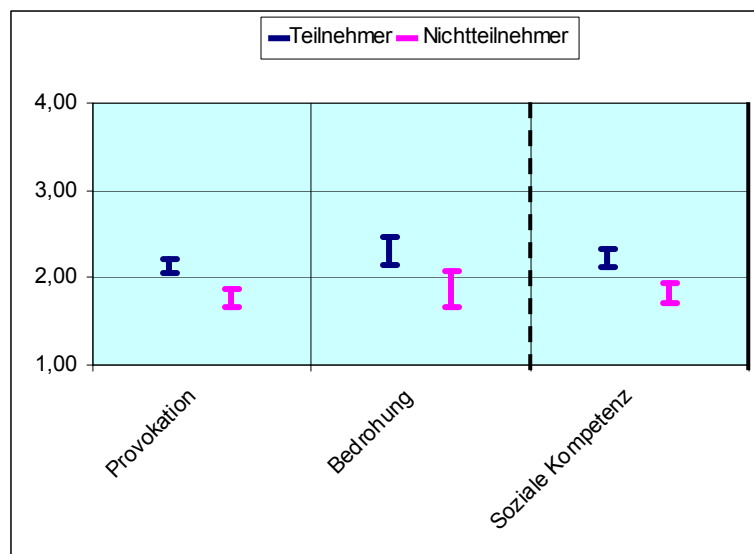 Teilnehmer Nichtteilnehmer
4,00
3,00
2,00
1,00
Provokation
Bedrohung
Soziale Kompetenz